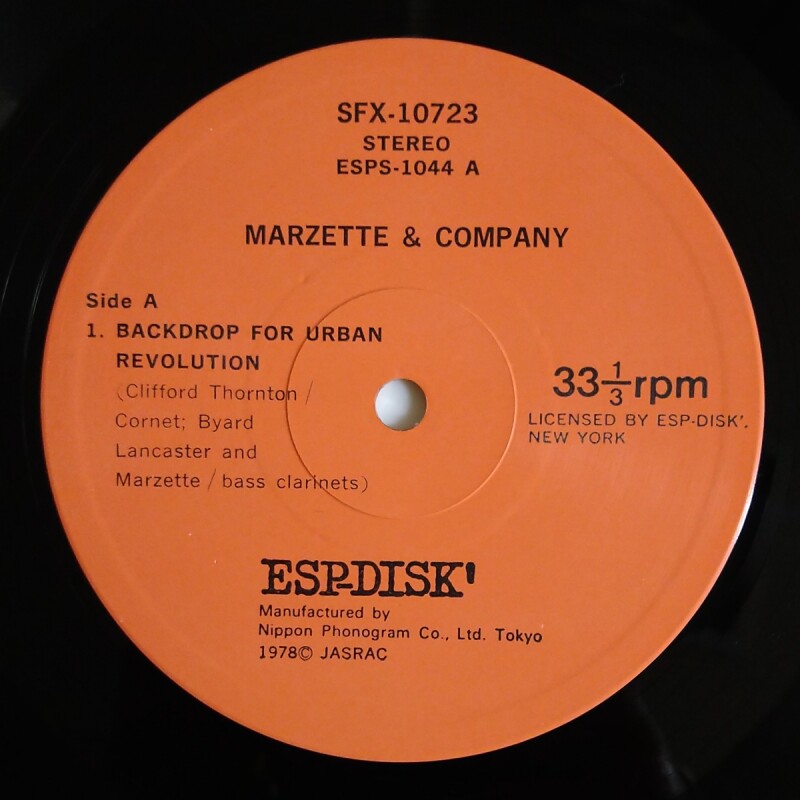 SFX-10723
STEREO
ESPS-1044 A
MARZETTE & COMPANY
Side A
1. BACKDROP FOR URBAN
REVOLUTION
(Clifford Thornton /
Cornet; Byard
Lancaster and
Marzette / bass clarinets)
33 1/3 rpm
LICENSED BY ESP-DISK'.
NEW YORK
ESP-DISK'
Manufactured by
Nippon Phonogram Co., Ltd. Tokyo
1978© JASRAC